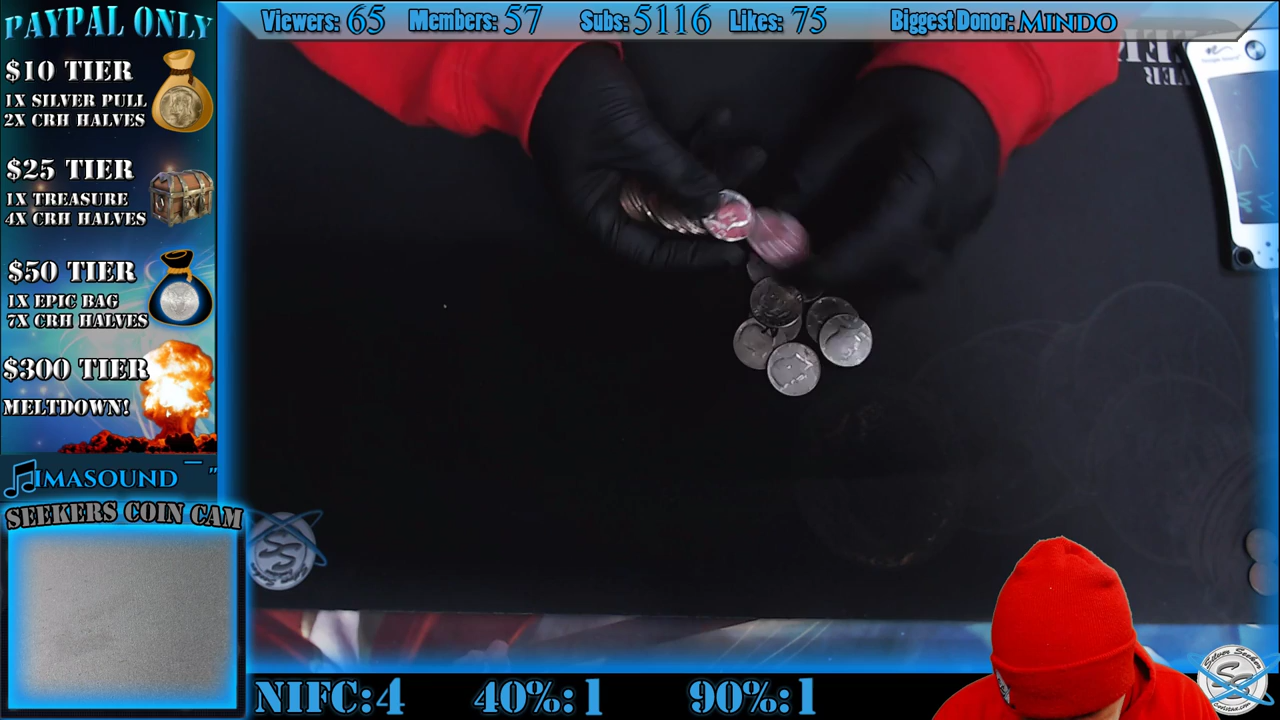 Viewers: 65 Members: 57 Subs: 5116 Likes: 75 Biggest Donor: Mindo
PAYPAL ONLY
$10 TIER
1X SILVER PULL
2X CRH HALVES
$25 TIER
1X TREASURE
4X CRH HALVES
$50 TIER
1X EPIC BAG
7X CRH HALVES
$300 TIER
MELTDOWN!
IMASOUND
SEEKERS COIN CAM
NIFC:4 40%:1 90%:1
Silver Seeker